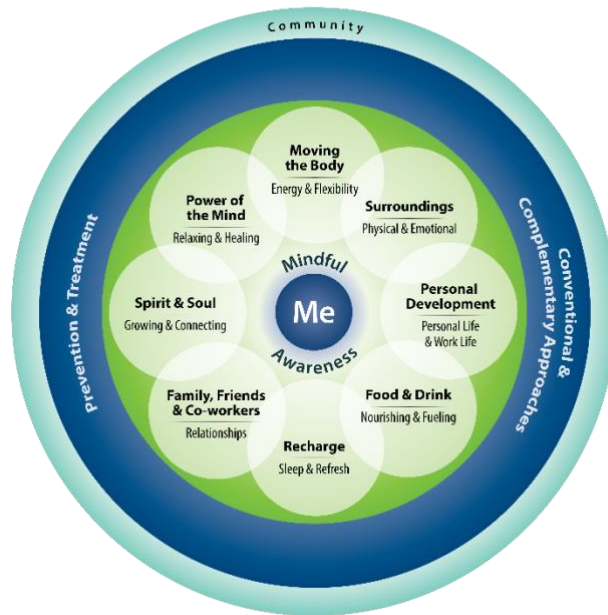 Community
Moving
the Body
Energy & Flexibility
Surroundings
Physical & Emotional
Personal
Development
Personal Life
& Work Life
Food & Drink
Nourishing & Fueling
Recharge
Sleep & Refresh
Family, Friends
& Co-workers
Relationships
Spirit & Soul
Growing & Connecting
Power of
the Mind
Relaxing & Healing
Mindful
Me
Awareness
Prevention & Treatment
Conventional &
Complementary Approaches